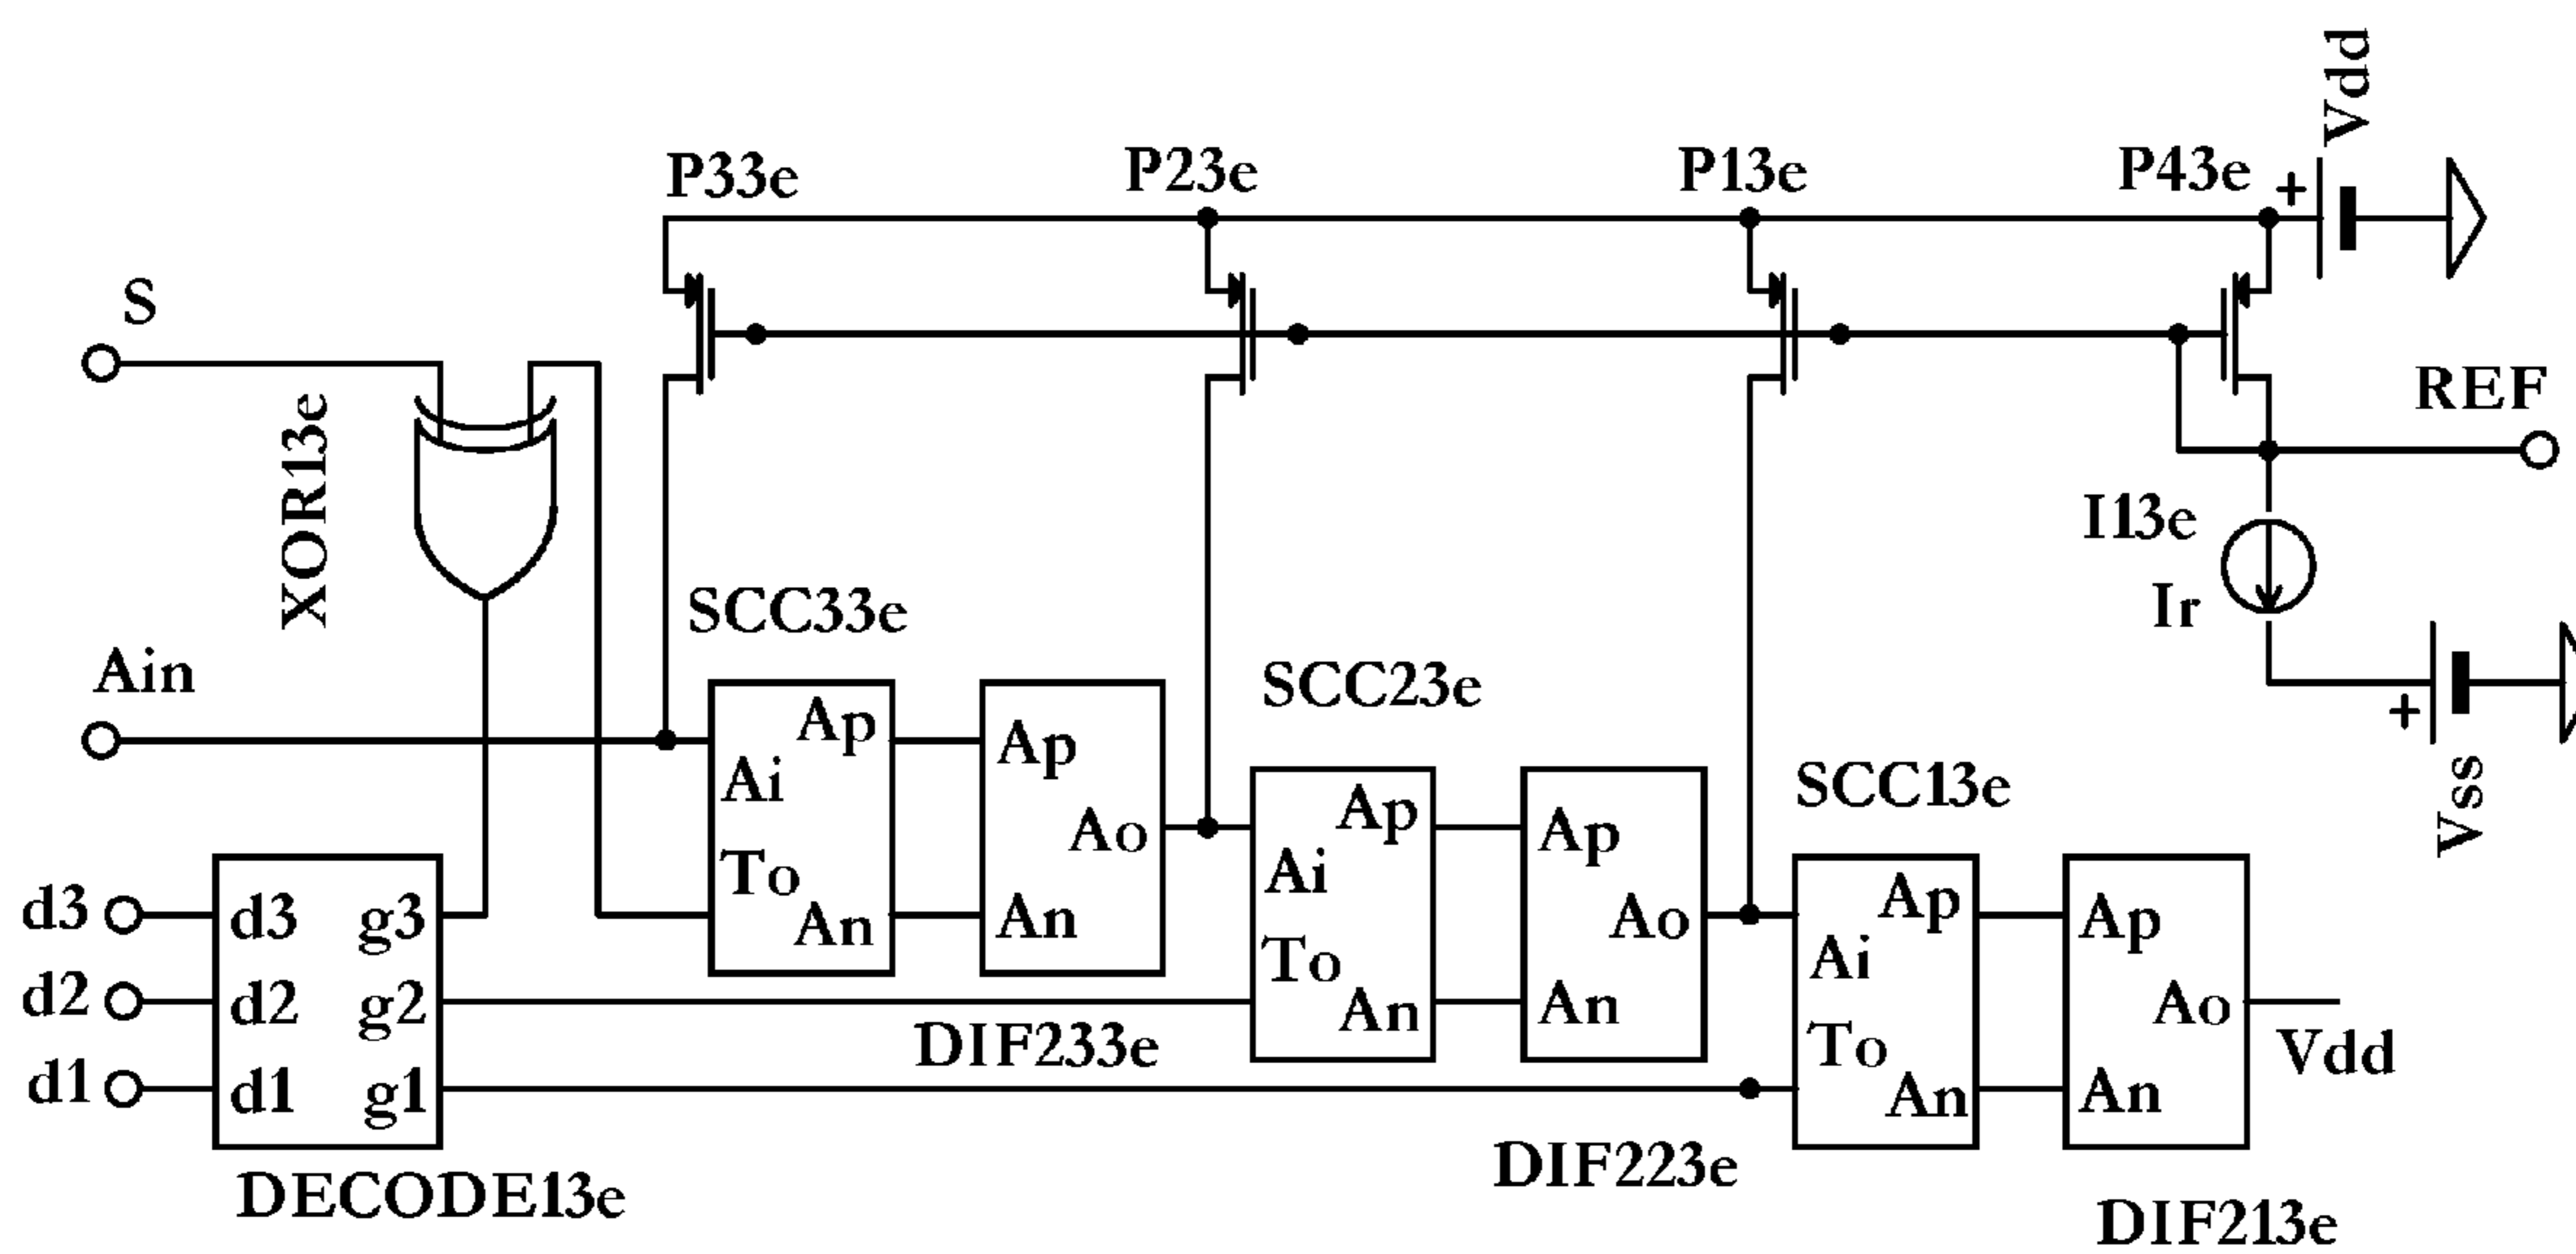 Vdd
P33e
P23e
P13e
P43e
+
S
XOR13e
REF
I13e
Ir
SCC33e
Ain
SCC23e
+
Vss
SCC13e
Ap
Ai
To
An
Ap
Ao
An
Ap
Ai
To
An
Ap
Ao
An
Ap
Ai
To
An
Ap
Ao
An
Vdd
d3
d3
g3
d2
d2
g2
d1
d1
g1
DIF233e
DIF223e
DECODE13e
DIF213e